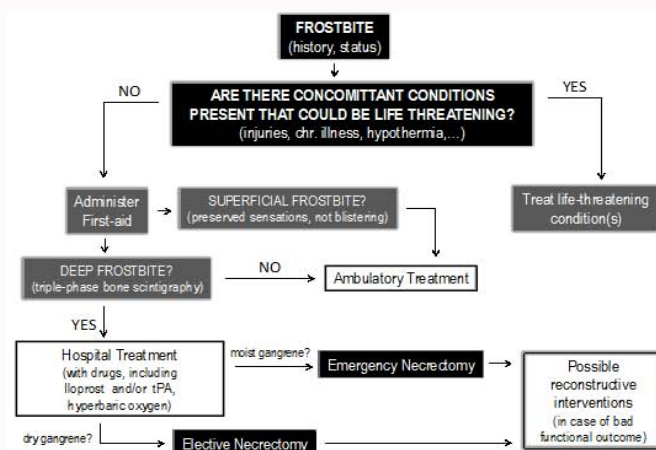 FROSTBITE
(history, status)
NO
ARE THERE CONCOMITTANT CONDITIONS
PRESENT THAT COULD BE LIFE THREATENING?
(injuries, chr. illness, hypothermia,...)
YES
Administer
First-aid
SUPERFICIAL FROSTBITE?
(preserved sensations, not blistering)
Treat life-threatening
condition(s)
DEEP FROSTBITE?
(triple-phase bone scintigraphy)
NO
Ambulatory Treatment
YES
Hospital Treatment
(with drugs, including
Iloprost and/or tPA,
hyperbaric oxygen)
moist gangrene?
Emergency Necrectomy
Possible
reconstructive
interventions
(in case of bad
functional outcome)
dry gangrene?
Elective Necrectomy